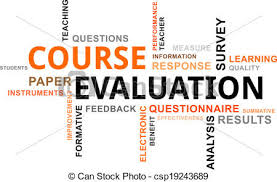 TEACHING
QUESTIONS
PERFORMANCE
TEACHER
MEASURE
SURVEY
COURSE
INFORMATION
RESPONSE
LEARNING
STUDENTS
PAPER
QUALITY
INSTRUMENTS
EVALUATION
IMPROVEMENT
FORMATIVE
FEEDBACK
ELECTRONIC
BENEFIT
QUESTIONNAIRE
ANALYSIS
SUMMATIVE
RESULTS
© Can Stock Photo - csp19243689